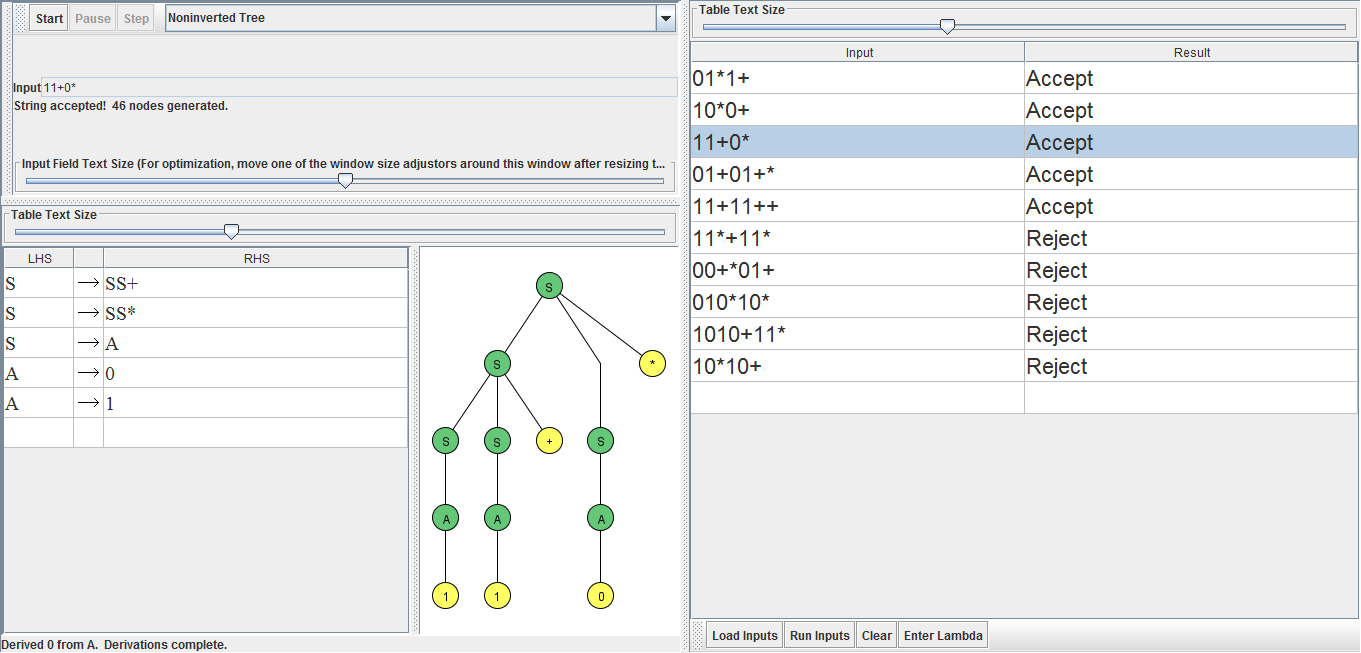 Start Pause Step Noninverted Tree
Input 11+0*
String accepted! 46 nodes generated.
Input Field Text Size (For optimization, move one of the window size adjustors around this window after resizing t...
Table Text Size
LHS RHS
S → SS+
S → SS*
S → A
A → 0
A → 1
S
S *
S S + S
A A A
1 1 0
Derived 0 from A. Derivations complete.
Table Text Size
Input Result
01*1+ Accept
10*0+ Accept
11+0* Accept
01+01+* Accept
11+11++ Accept
11*+11* Reject
00+*01+ Reject
010*10* Reject
1010+11* Reject
10*10+ Reject
Load Inputs Run Inputs Clear Enter Lambda